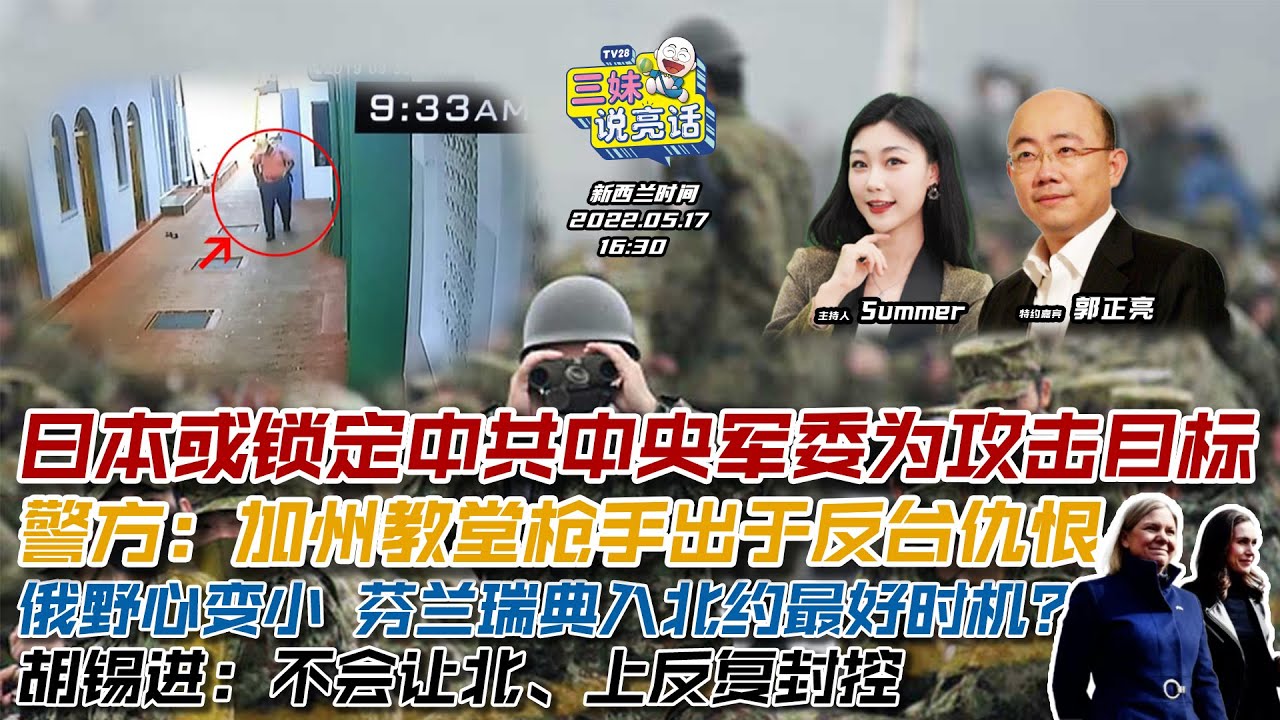 9:33AM
TV28
三妹
说亮话
新西兰时间
2022.05.17
16:30
主持人 Summer
特约嘉宾 郭正亮
日本或锁定中共中央军委为攻击目标
警方：加州教堂枪手出于反台仇恨
俄野心变小 芬兰瑞典入北约最好时机？
胡锡进：不会让北、上反复封控